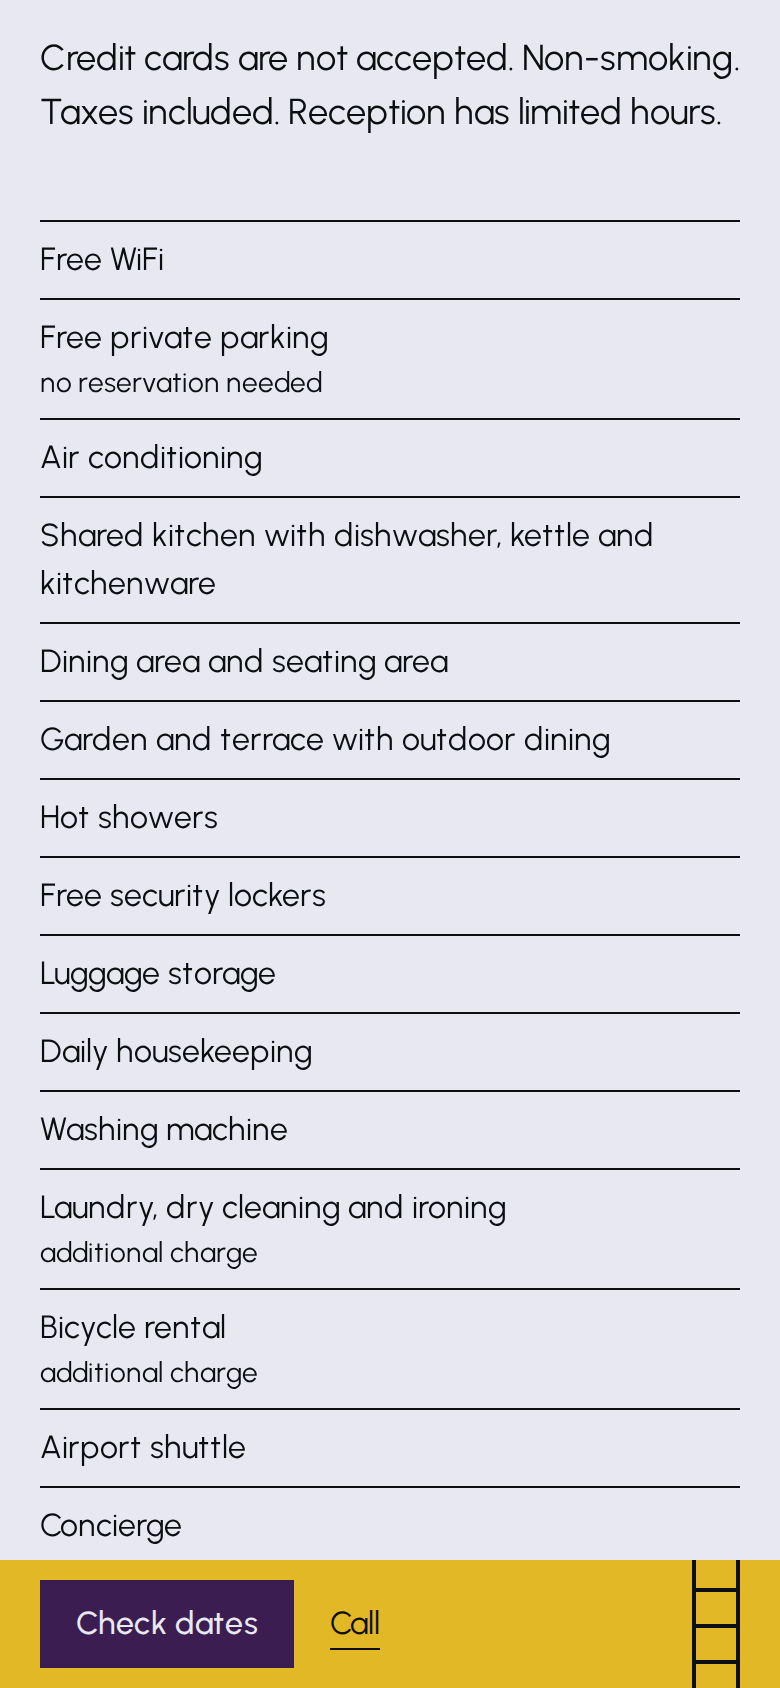 Credit cards are not accepted. Non-smoking.
Taxes included. Reception has limited hours.
Free WiFi
Free private parking
no reservation needed
Air conditioning
Shared kitchen with dishwasher, kettle and
kitchenware
Dining area and seating area
Garden and terrace with outdoor dining
Hot showers
Free security lockers
Luggage storage
Daily housekeeping
Washing machine
Laundry, dry cleaning and ironing
additional charge
Bicycle rental
additional charge
Airport shuttle
Concierge
Check dates
Call